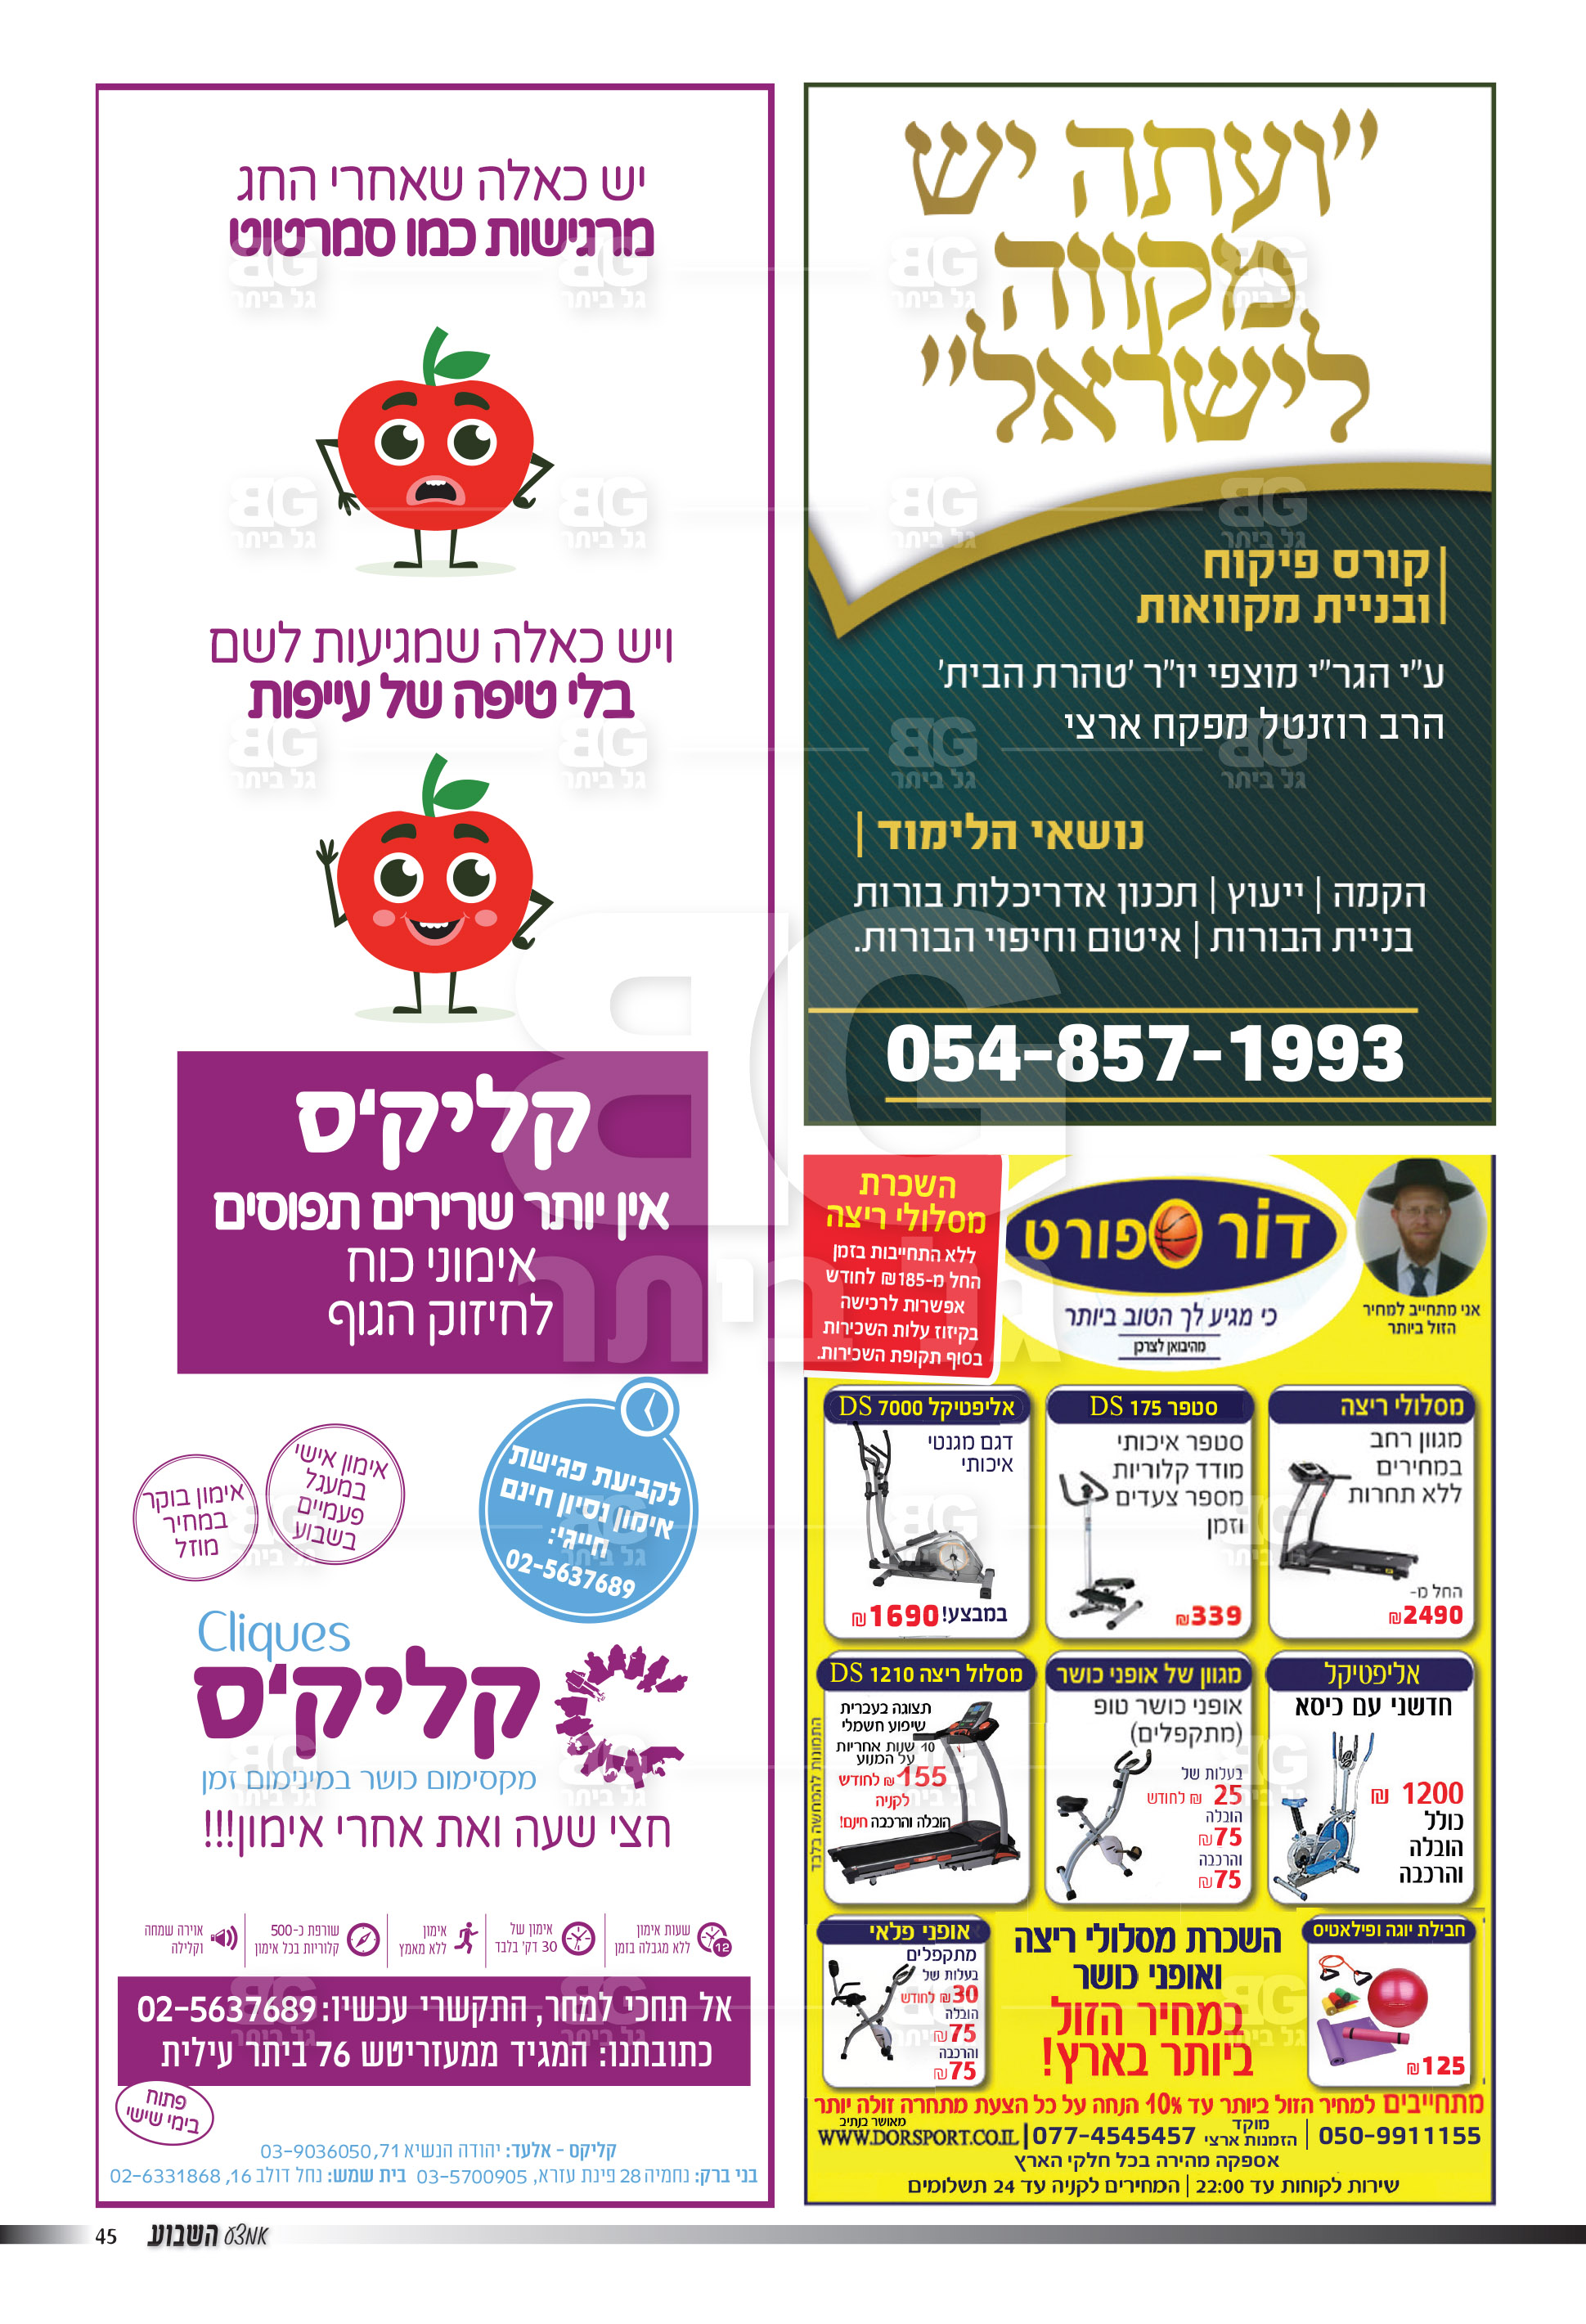 "ועתה יש
מקווה
לישראל"
קורס פיקוח
ובניית מקוואות
ע"י הגר"י מוצפי יו"ר 'טהרת הבית'
הרב רוזנטל מפקח ארצי
נושאי הלימוד
הקמה | ייעוץ | תכנון אדריכלות בורות
בניית הבורות | איטום וחיפוי הבורות.
054-857-1993
יש כאלה שאחרי החג
מרגישות כמו סמרטוט
ויש כאלה שמגיעות לשם
בלי טיפה של עייפות
קליק'ס
אין יותר שרירים תפוסים
אימוני כוח
לחיזוק הגוף
לקביעת פגישת
אימון נסיון חינם
חייגי:
02-5637689
אימון אישי
במעגל
פעמיים
בשבוע
אימון בוקר
במחיר
מוזל
Cliques
קליק'ס
מקסימום כושר במינימום זמן
חצי שעה ואת אחרי אימון!!!
שעות אימון
ללא מגבלה בזמן
12
אימון של
30 דק' בלבד
אימון
ללא מאמץ
שורפת כ-500
קלוריות בכל אימון
אוירה שמחה
וקלילה
אל תחכי למחר, התקשרי עכשיו: 02-5637689
כתובתנו: המגיד ממעזריטש 76 ביתר עילית
פתוח
בימי שישי
קליקס - אלעד: יהודה הנשיא 71, 03-9036050
בני ברק: נחמיה 28 פינת עזרא, 03-5700905 בית שמש: נחל דולב 16, 02-6331868
השכרת
מסלולי ריצה
ללא התחייבות בזמן
החל מ-185₪ לחודש
אפשרות לרכישה
בקיזוז עלות השכירות
בסוף תקופת השכירות.
דור ספורט
כי מגיע לך הטוב ביותר
מהיבואן לצרכן
אני מתחייב למחיר
הזול ביותר
מסלולי ריצה
מגוון רחב
במחירים
ללא תחרות
החל מ-
2490₪
סטפר DS 175
סטפר איכותי
מודד קלוריות
מספר צעדים
וזמן
339₪
אליפטיקל DS 7000
דגם מגנטי
איכותי
במבצע! 1690₪
אליפטיקל
חדשני עם כיסא
1200 ₪
כולל
הובלה
והרכבה
מגוון של אופני כושר
אופני כושר טופ
(מתקפלים)
בעלות של
25 ₪ לחודש
הובלה
75₪
והרכבה
75₪
מסלול ריצה DS 1210
תצוגה בעברית
שיפוע חשמלי
10 שנות אחריות
על המנוע
155₪ לחודש
לקניה
הובלה והרכבה חינם!
התמונות להמחשה בלבד
חבילת יוגה ופילאטיס
125₪
השכרת מסלולי ריצה
ואופני כושר
במחיר הזול
ביותר בארץ!
אופני פלאי
מתקפלים
בעלות של
30₪ לחודש
הובלה
75₪
והרכבה
75₪
מתחייבים למחיר הזול ביותר עד 10% הנחה על כל הצעת מתחרה זולה יותר
050-9911155 | מוקד הזמנות ארצי 077-4545457 |
מאושר בנתיב
WWW.DORSPORT.CO.IL
אספקה מהירה בכל חלקי הארץ
שירות לקוחות עד 22:00 | המחירים לקניה עד 24 תשלומים
45 אמצע השבוע
BG
גל ביתר